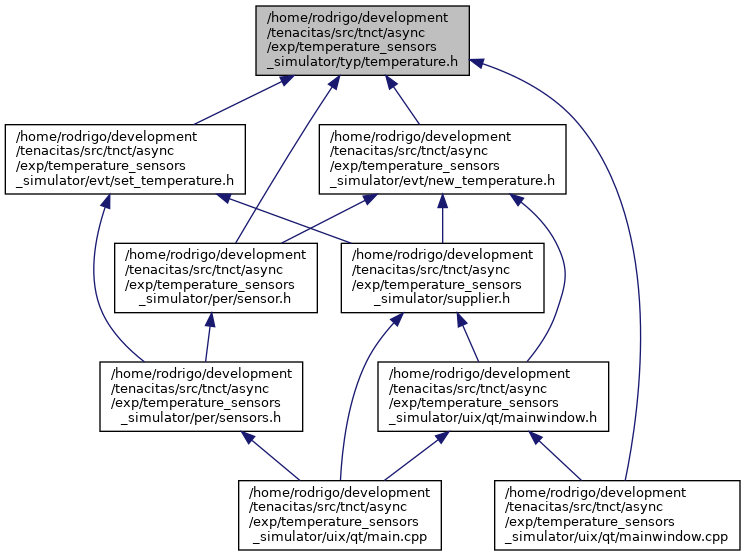 /home/rodrigo/development
/tenacitas/src/tnct/async
/exp/temperature_sensors
_simulator/typ/temperature.h
/home/rodrigo/development
/tenacitas/src/tnct/async
/exp/temperature_sensors
_simulator/evt/set_temperature.h
/home/rodrigo/development
/tenacitas/src/tnct/async
/exp/temperature_sensors
_simulator/evt/new_temperature.h
/home/rodrigo/development
/tenacitas/src/tnct/async
/exp/temperature_sensors
_simulator/per/sensor.h
/home/rodrigo/development
/tenacitas/src/tnct/async
/exp/temperature_sensors
_simulator/supplier.h
/home/rodrigo/development
/tenacitas/src/tnct/async
/exp/temperature_sensors
_simulator/per/sensors.h
/home/rodrigo/development
/tenacitas/src/tnct/async
/exp/temperature_sensors
_simulator/uix/qt/mainwindow.h
/home/rodrigo/development
/tenacitas/src/tnct/async
/exp/temperature_sensors
_simulator/uix/qt/main.cpp
/home/rodrigo/development
/tenacitas/src/tnct/async
/exp/temperature_sensors
_simulator/uix/qt/mainwindow.cpp